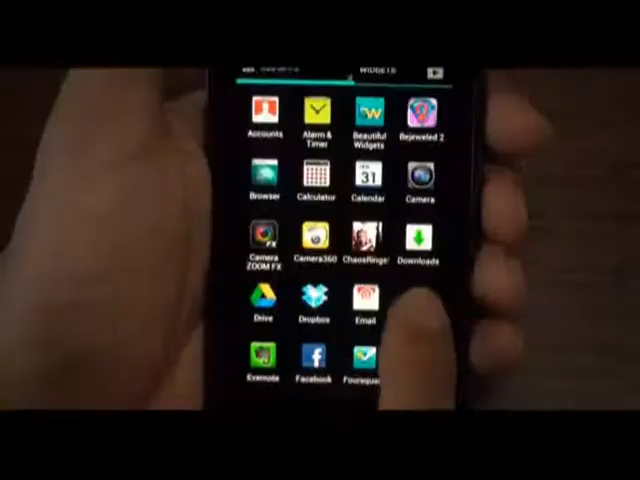 WIDGETS
Accounts
Alarm &
Timer
Beautiful
Widgets
Bejeweled 2
Browser
Calculator
31
Calendar
Camera
FX
Camera
ZOOM FX
Camera360
ChaosRings
Downloads
Drive
Dropbox
Email
Evernote
Facebook